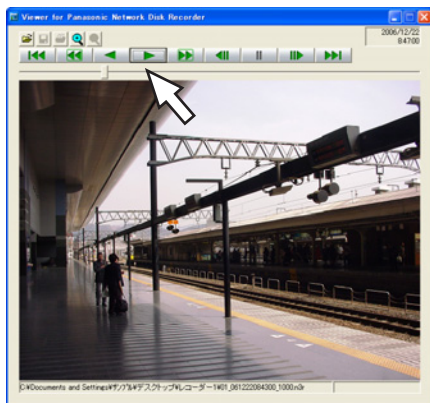 Viewer for Panasonic Network Disk Recorder
2006/12/22
8:47:00
C:¥Documents and Settings¥ｻﾝﾌﾟﾙ¥デスクトップ¥レコーダー1¥01_061222084300_1000.n3r